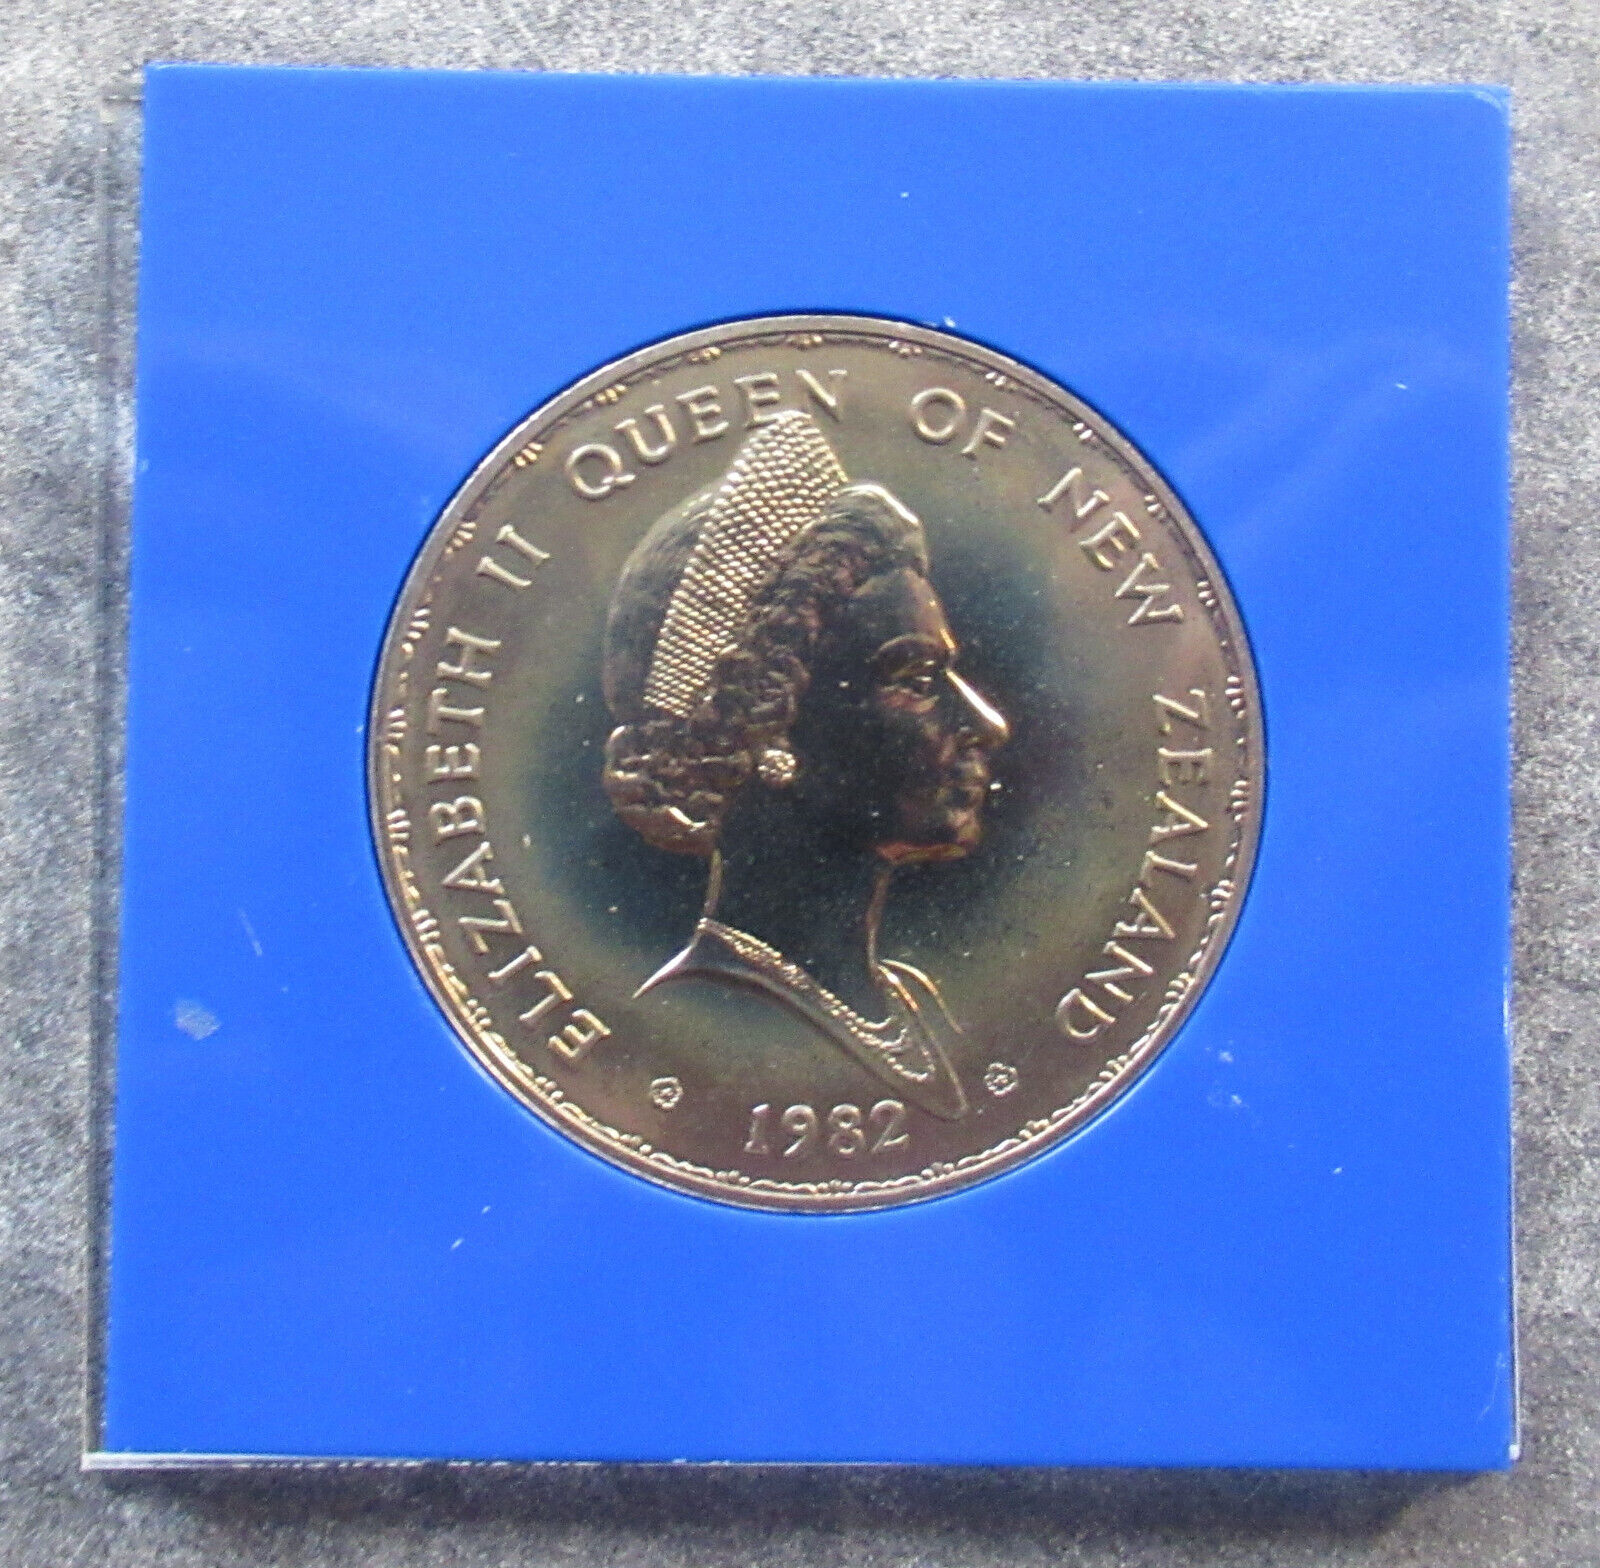 ELIZABETH II QUEEN OF NEW ZEALAND
1982